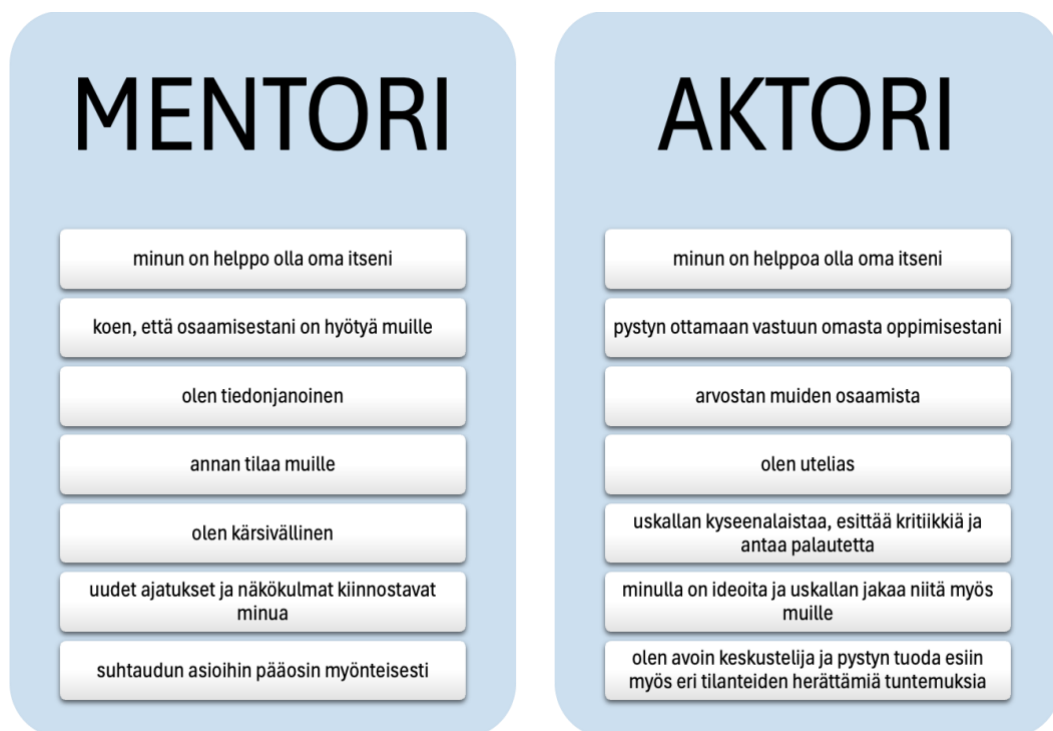 MENTORI
minun on helppo olla oma itseni
koen, että osaamisestani on hyötyä muille
olen tiedonjanoinen
annan tilaa muille
olen kärsivällinen
uudet ajatukset ja näkökulmat kiinnostavat
minua
suhtaudun asioihin pääosin myönteisesti
AKTORI
minun on helppoa olla oma itseni
pystyn ottamaan vastuun omasta oppimisestani
arvostan muiden osaamista
olen utelias
uskallan kyseenalaistaa, esittää kritiikkiä ja
antaa palautetta
minulla on ideoita ja uskallan jakaa niitä myös
muille
olen avoin keskustelija ja pystyn tuoda esiin
myös eri tilanteiden herättämiä tuntemuksia